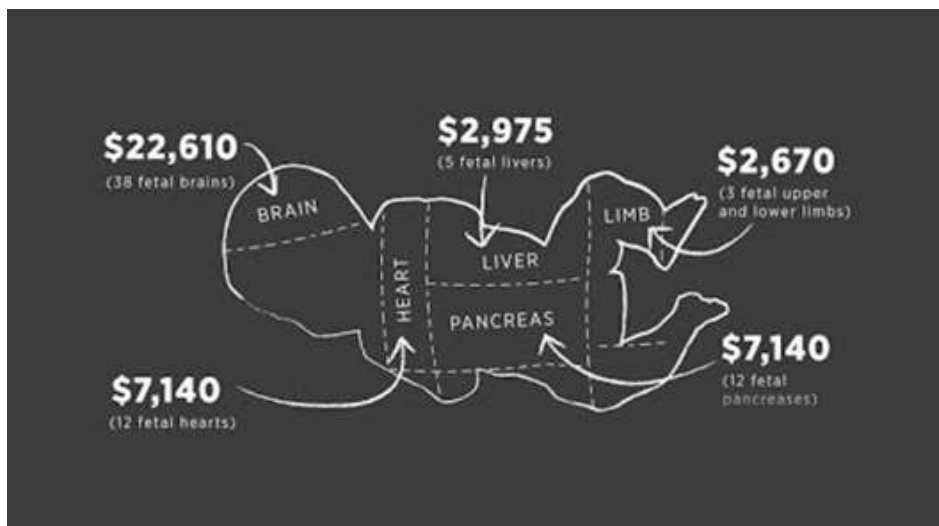 $22,610
(38 fetal brains)
$2,975
(5 fetal livers)
$2,670
(3 fetal upper
and lower limbs)
BRAIN
LIMB
HEART
LIVER
PANCREAS
$7,140
(12 fetal hearts)
$7,140
(12 fetal
pancreases)